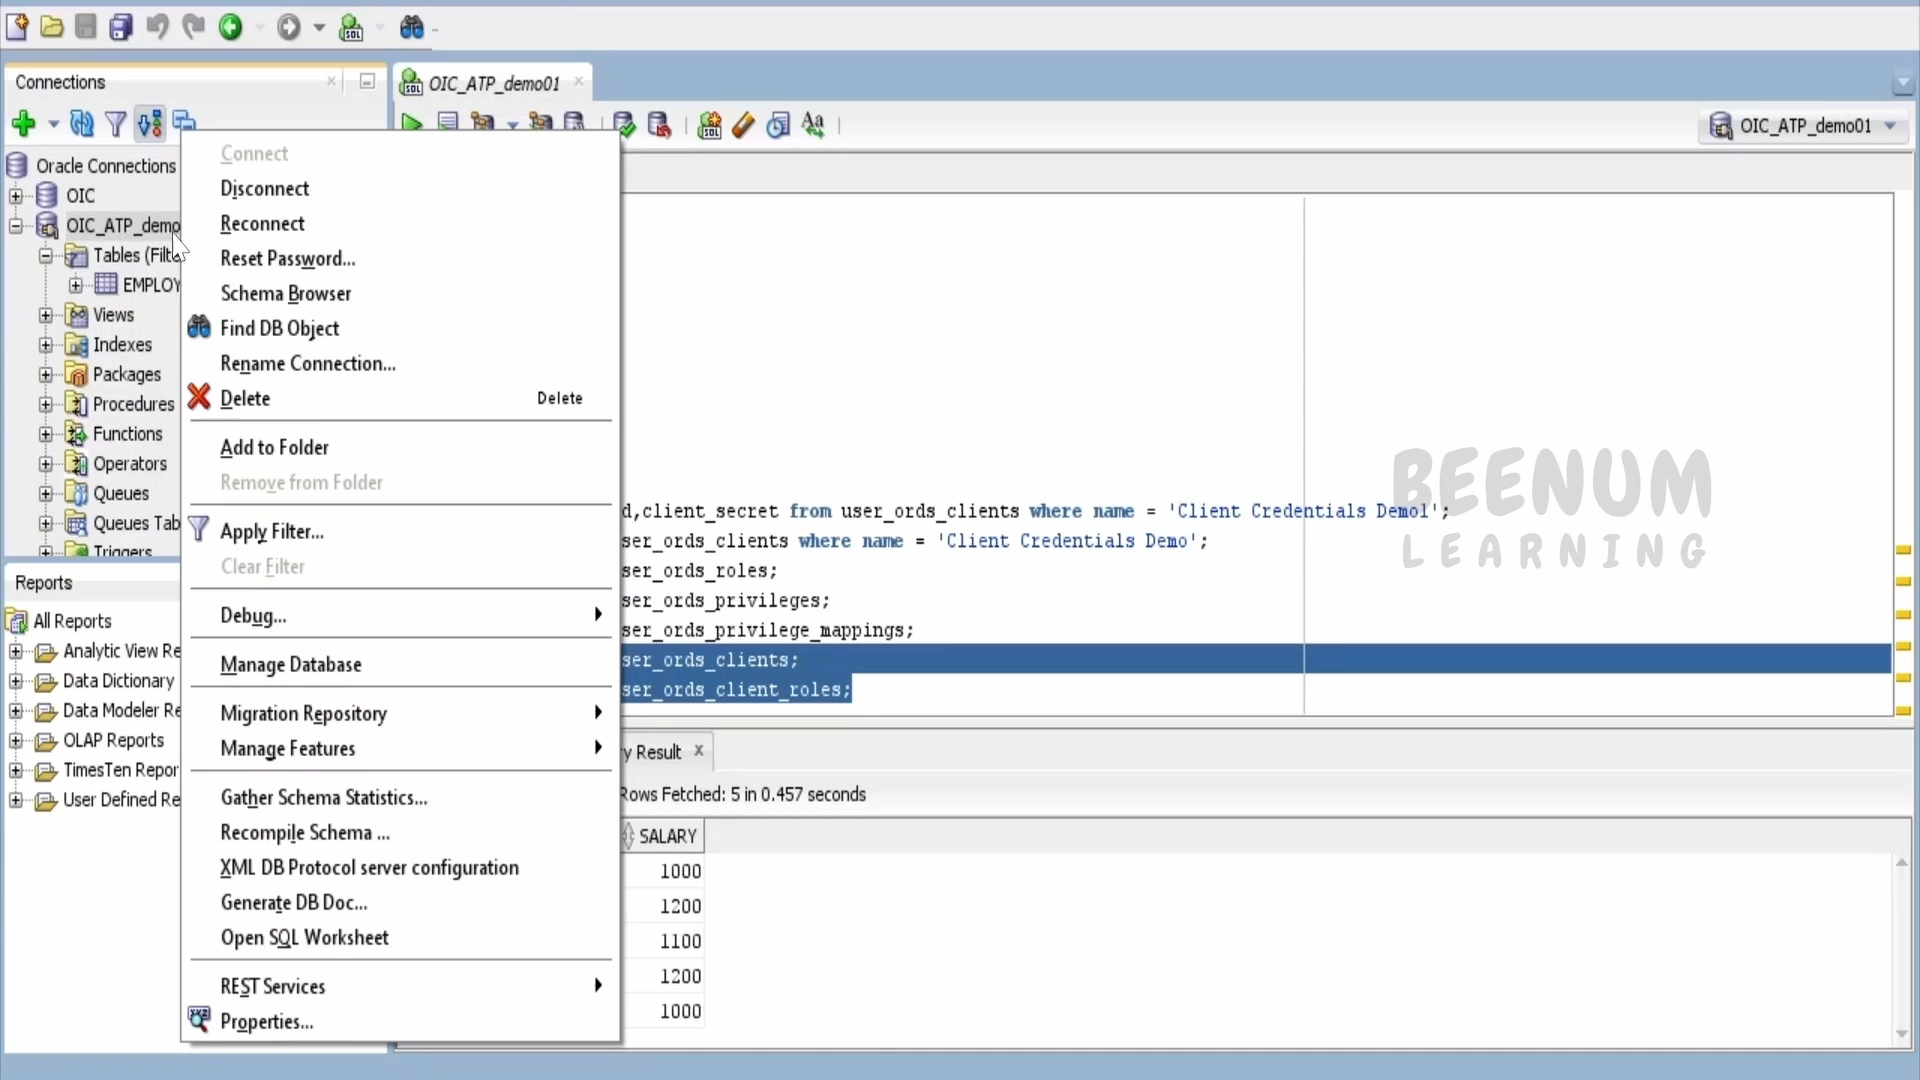 Connections
OIC_ATP_demo01
OIC_ATP_demo01
Oracle Connections
OIC
OIC_ATP_demo
Tables (Filt
EMPLOY
Views
Indexes
Packages
Procedures
Functions
Operators
Queues
Queues Tab
Triggers
Reports
All Reports
Analytic View Re
Data Dictionary
Data Modeler Re
OLAP Reports
TimesTen Repor
User Defined Re
Connect
Disconnect
Reconnect
Reset Password...
Schema Browser
Find DB Object
Rename Connection...
Delete Delete
Add to Folder
Remove from Folder
Apply Filter...
Clear Filter
Debug...
Manage Database
Migration Repository
Manage Features
Gather Schema Statistics...
Recompile Schema ...
XML DB Protocol server configuration
Generate DB Doc...
Open SQL Worksheet
REST Services
Properties...
d,client_secret from user_ords_clients where name = 'Client Credentials Demo1';
ser_ords_clients where name = 'Client Credentials Demo';
ser_ords_roles;
ser_ords_privileges;
ser_ords_privilege_mappings;
ser_ords_clients;
ser_ords_client_roles;
BEENUM
LEARNING
y Result
Rows Fetched: 5 in 0.457 seconds
SALARY
1000
1200
1100
1200
1000